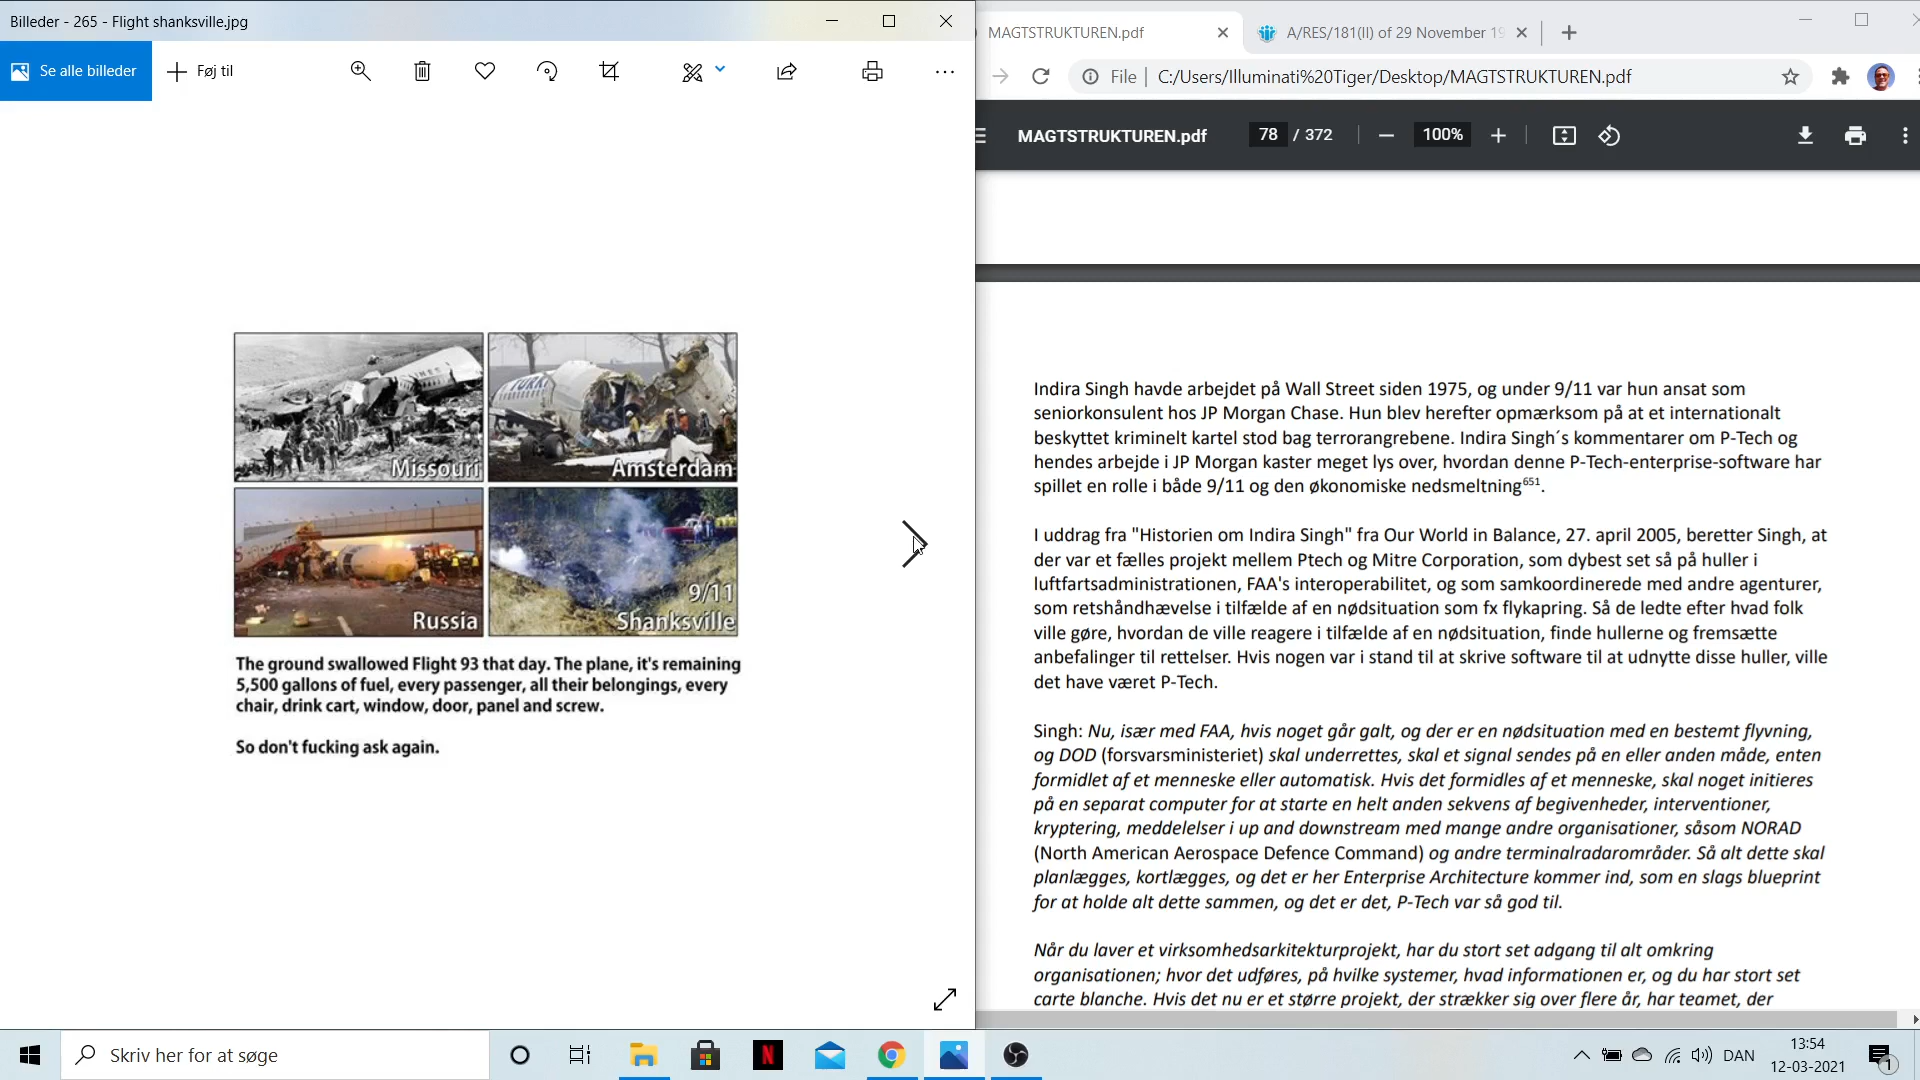 Billeder - 265 - Flight shanksville.jpg
Se alle billeder
Føj til
Missouri
Amsterdam
Russia
9/11
Shanksville
The ground swallowed Flight 93 that day. The plane, it's remaining
5,500 gallons of fuel, every passenger, all their belongings, every
chair, drink cart, window, door, panel and screw.
So don't fucking ask again.
MAGTSTRUKTUREN.pdf
A/RES/181(II) of 29 November 19
File
C:/Users/Illuminati%20Tiger/Desktop/MAGTSTRUKTUREN.pdf
MAGTSTRUKTUREN.pdf
78 / 372
100%
Indira Singh havde arbejdet på Wall Street siden 1975, og under 9/11 var hun ansat som
seniorkonsulent hos JP Morgan Chase. Hun blev herefter opmærksom på at et internationalt
beskyttet kriminelt kartel stod bag terrorangrebene. Indira Singh´s kommentarer om P-Tech og
hendes arbejde i JP Morgan kaster meget lys over, hvordan denne P-Tech-enterprise-software har
spillet en rolle i både 9/11 og den økonomiske nedsmeltning651.
I uddrag fra "Historien om Indira Singh" fra Our World in Balance, 27. april 2005, beretter Singh, at
der var et fælles projekt mellem Ptech og Mitre Corporation, som dybest set så på huller i
luftfartsadministrationen, FAA's interoperabilitet, og som samkoordinerede med andre agenturer,
som retshåndhævelse i tilfælde af en nødsituation som fx flykapring. Så de ledte efter hvad folk
ville gøre, hvordan de ville reagere i tilfælde af en nødsituation, finde hullerne og fremsætte
anbefalinger til rettelser. Hvis nogen var i stand til at skrive software til at udnytte disse huller, ville
det have været P-Tech.
Singh: Nu, især med FAA, hvis noget går galt, og der er en nødsituation med en bestemt flyvning,
og DOD (forsvarsministeriet) skal underrettes, skal et signal sendes på en eller anden måde, enten
formidlet af et menneske eller automatisk. Hvis det formidles af et menneske, skal noget initieres
på en separat computer for at starte en helt anden sekvens af begivenheder, interventioner,
kryptering, meddelelser i up and downstream med mange andre organisationer, såsom NORAD
(North American Aerospace Defence Command) og andre terminalradarområder. Så alt dette skal
planlægges, kortlægges, og det er her Enterprise Architecture kommer ind, som en slags blueprint
for at holde alt dette sammen, og det er det, P-Tech var så god til.
Når du laver et virksomhedsarkitekturprojekt, har du stort set adgang til alt omkring
organisationen; hvor det udføres, på hvilke systemer, hvad informationen er, og du har stort set
carte blanche. Hvis det nu er et større projekt, der strækker sig over flere år, har teamet, der
Skriv her for at søge
DAN
13:54
12-03-2021
1